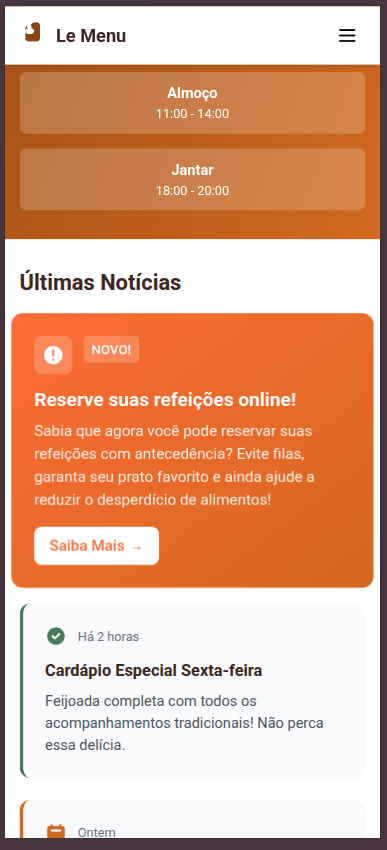 Le Menu
Almoço
11:00 - 14:00
Jantar
18:00 - 20:00
Últimas Notícias
NOVO!
Reserve suas refeições online!
Sabia que agora você pode reservar suas
refeições com antecedência? Evite filas,
garanta seu prato favorito e ainda ajude a
reduzir o desperdício de alimentos!
Saiba Mais →
Há 2 horas
Cardápio Especial Sexta-feira
Feijoada completa com todos os
acompanhamentos tradicionais! Não perca
essa delícia.
Ontem